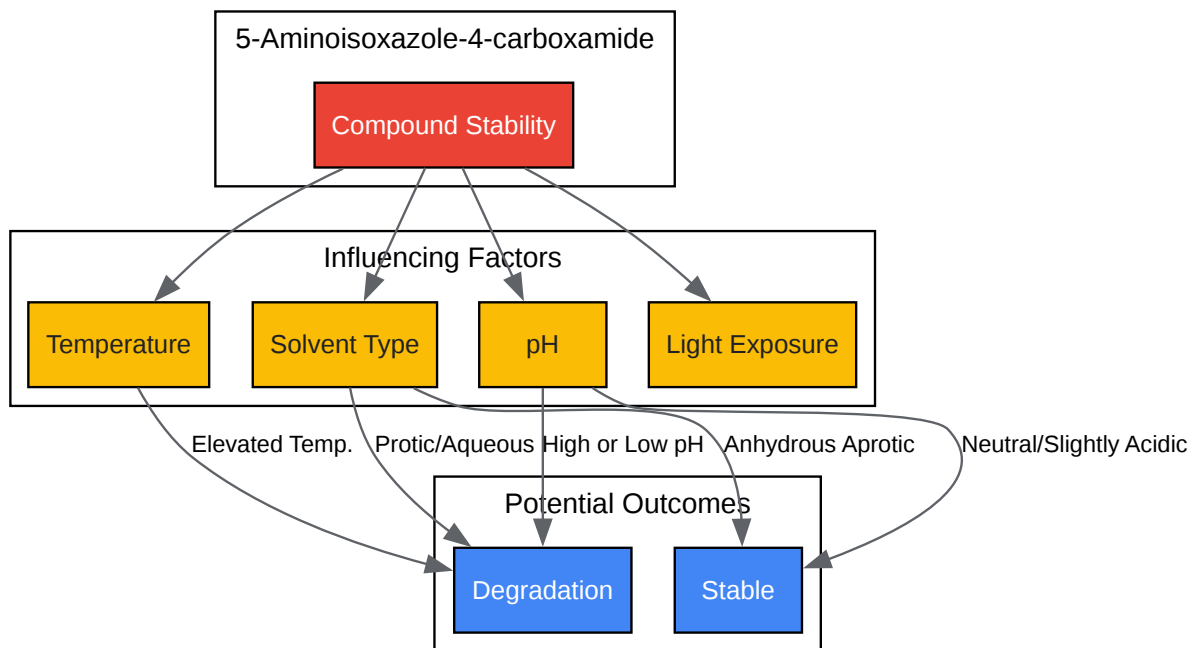 5-Aminoisoxazole-4-carboxamide
Compound Stability
Influencing Factors
Temperature
Solvent Type
pH
Light Exposure
Elevated Temp.
Protic/Aqueous
High or Low pH
Anhydrous Aprotic
Neutral/Slightly Acidic
Potential Outcomes
Degradation
Stable